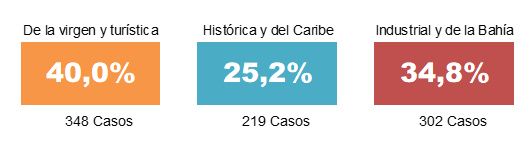 De la virgen y turística Histórica y del Caribe Industrial y de la Bahía
40,0% 25,2% 34,8%
348 Casos 219 Casos 302 Casos